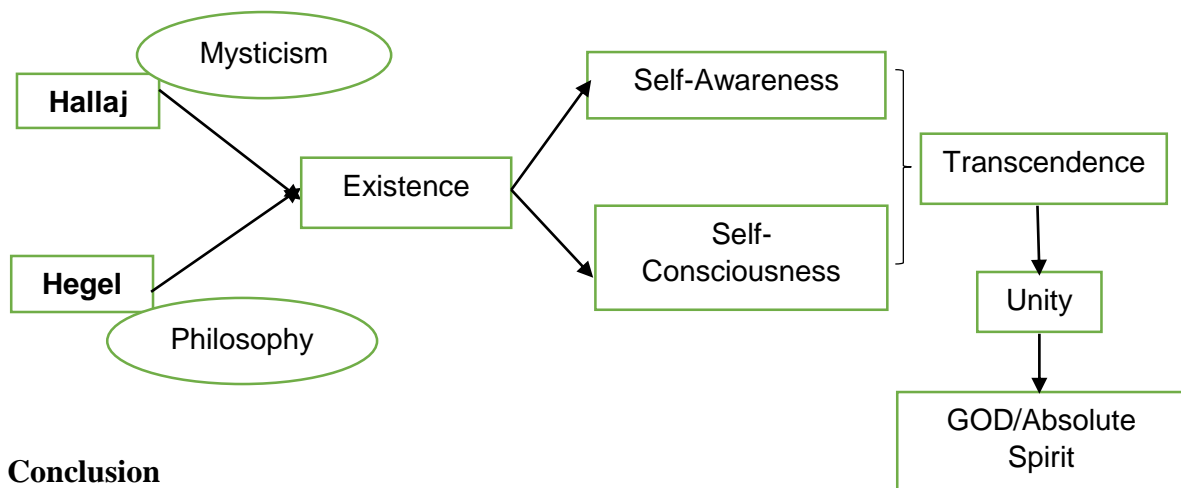 Mysticism
Hallaj
Self-Awareness
Existence
Transcendence
Self-
Consciousness
Hegel
Unity
Philosophy
GOD/Absolute
Spirit
Conclusion